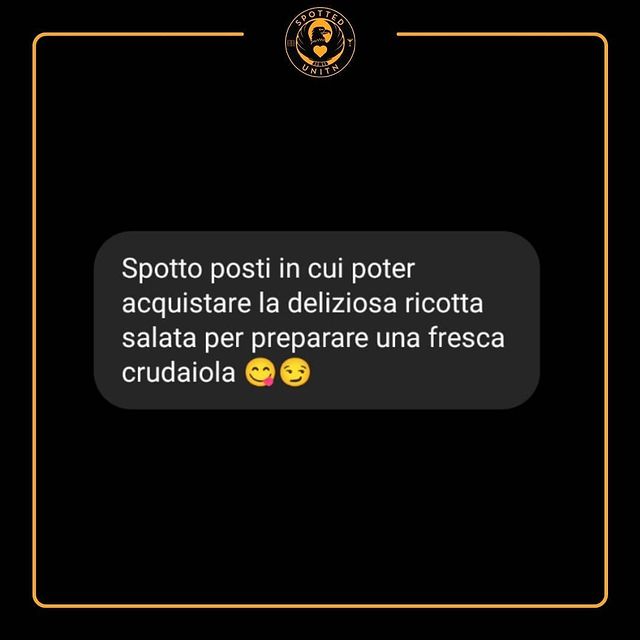 SPOTTED
UNITN
Spotto posti in cui poter
acquistare la deliziosa ricotta
salata per preparare una fresca
crudaiola 😋😏